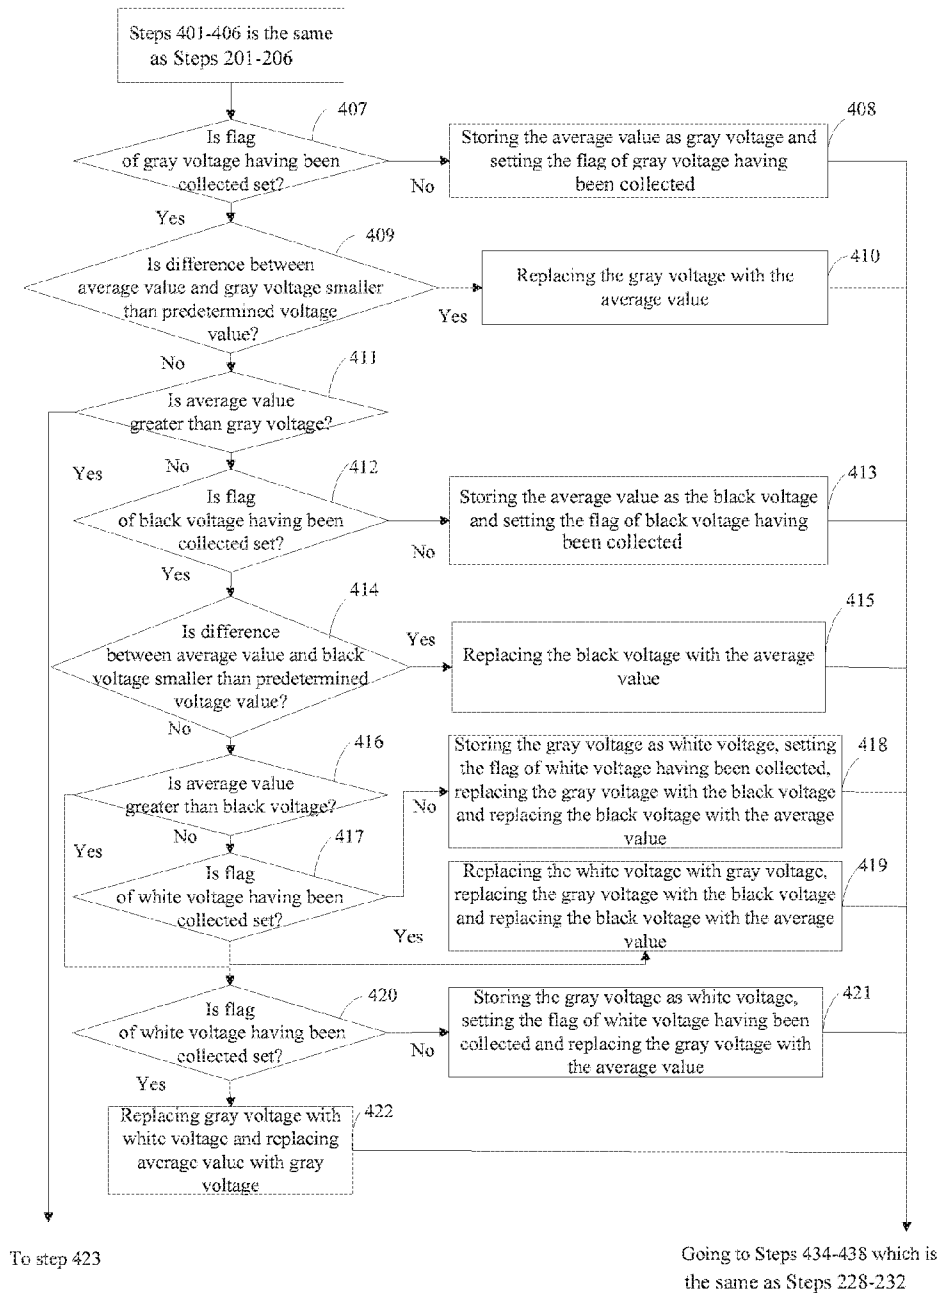 Steps 401-406 is the same
as Steps 201-206
407
Is flag
of gray voltage having been
collected set?
No
408
Storing the average value as gray voltage and
setting the flag of gray voltage having
been collected
Yes
409
Is difference between
average value and gray voltage smaller
than predetermined voltage
value?
Yes
410
Replacing the gray voltage with the
average value
No
411
Is average value
greater than gray voltage?
Yes
No
412
Is flag
of black voltage having been
collected set?
No
413
Storing the average value as the black voltage
and setting the flag of black voltage having
been collected
Yes
414
Is difference
between average value and black
voltage smaller than predetermined
voltage value?
Yes
415
Replacing the black voltage with the average
value
No
416
Is average value
greater than black voltage?
Yes
No
417
Is flag
of white voltage having been
collected set?
No
418
Storing the gray voltage as white voltage, setting
the flag of white voltage having been collected,
replacing the gray voltage with the black voltage
and replacing the black voltage with the average
value
Yes
419
Replacing the white voltage with gray voltage,
replacing the gray voltage with the black voltage
and replacing the black voltage with the average
value
420
Is flag
of white voltage having been
collected set?
No
421
Storing the gray voltage as white voltage,
setting the flag of white voltage having been
collected and replacing the gray voltage with
the average value
Yes
422
Replacing gray voltage with
white voltage and replacing
average value with gray
voltage
To step 423
Going to Steps 434-438 which is
the same as Steps 228-232